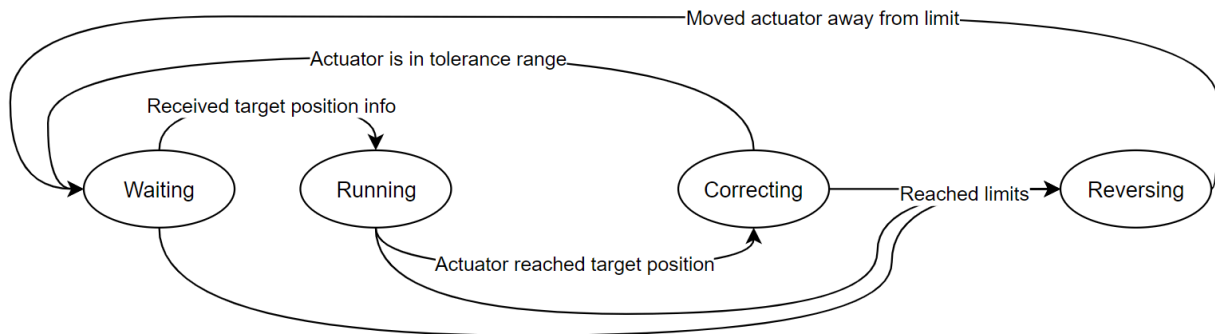 Moved actuator away from limit
Actuator is in tolerance range
Received target position info
Waiting
Running
Correcting
Reached limits
Reversing
Actuator reached target position